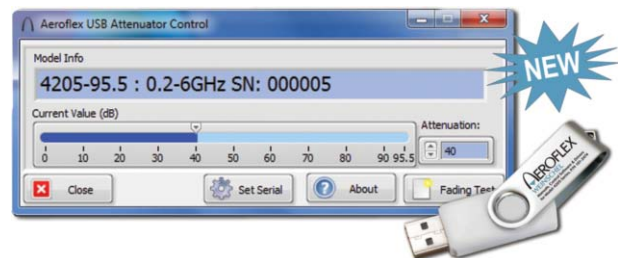 Aeroflex USB Attenuator Control
Model Info
4205-95.5 : 0.2-6GHz SN: 000005
Current Value (dB)
Attenuation:
0 10 20 30 40 50 60 70 80 90 95.5
40
Close Set Serial About Fading Test
NEW
AEROFLEX
WEINSCHEL